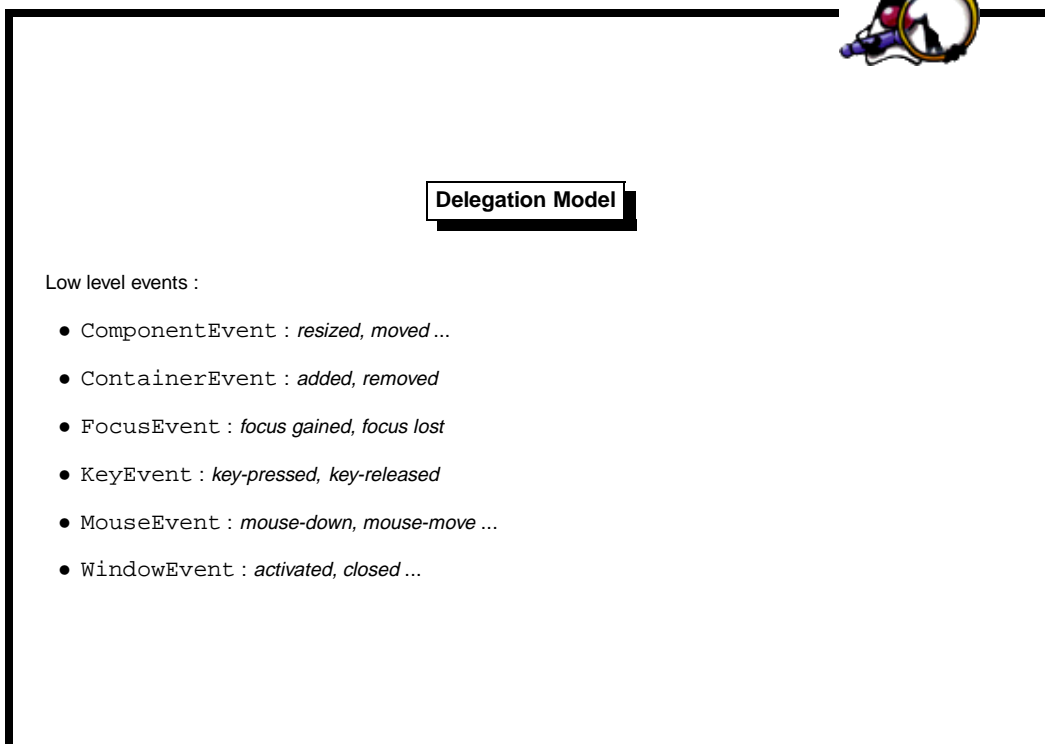 Delegation Model
Low level events :
● ComponentEvent : resized, moved ...
● ContainerEvent : added, removed
● FocusEvent : focus gained, focus lost
● KeyEvent : key-pressed, key-released
● MouseEvent : mouse-down, mouse-move ...
● WindowEvent : activated, closed ...